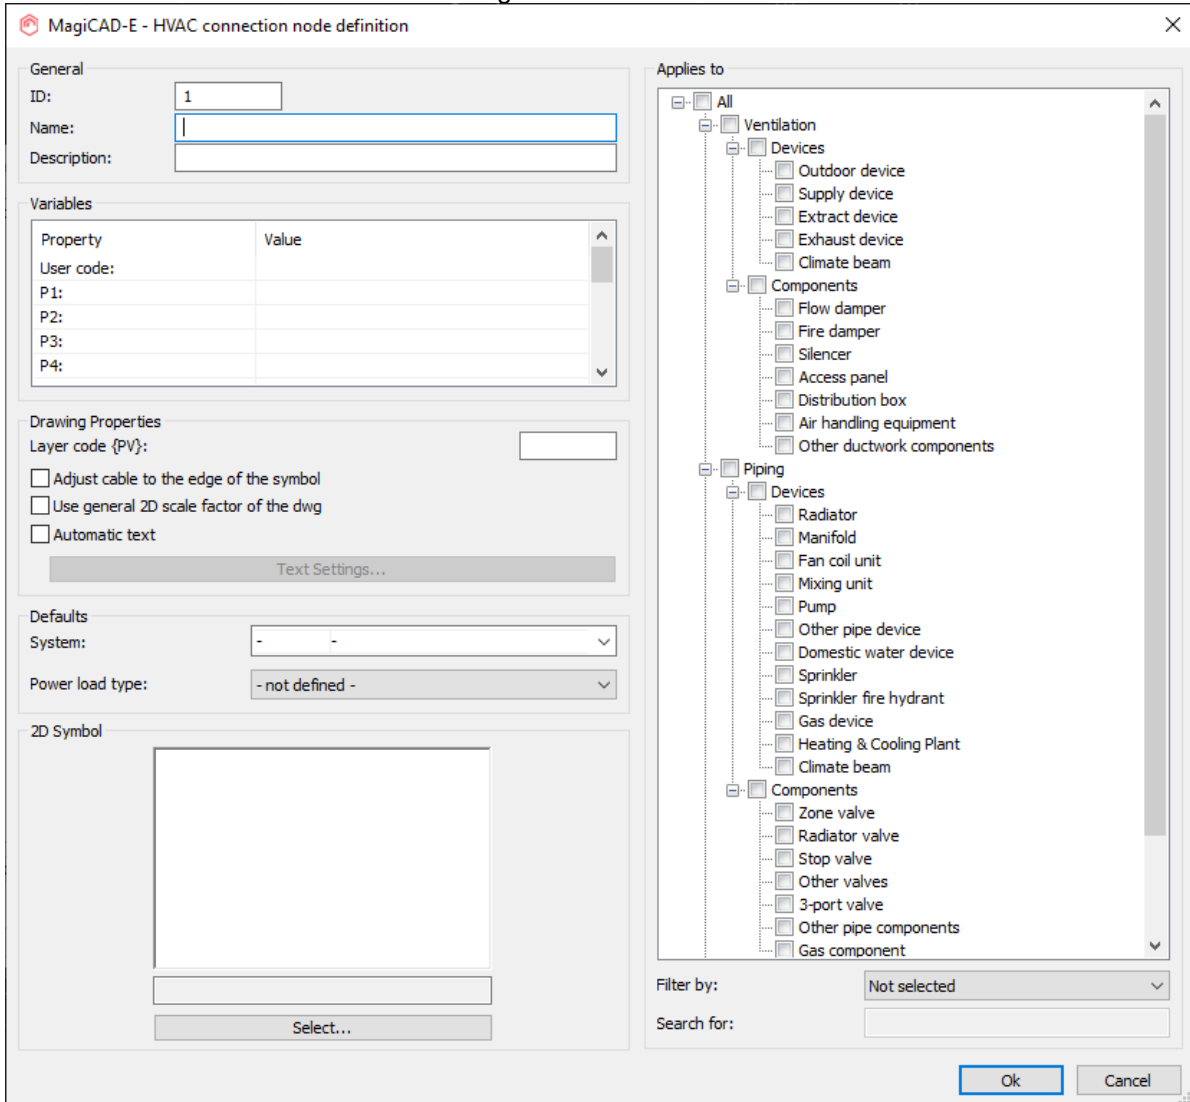 MagiCAD-E - HVAC connection node definition
General
ID: 1
Name:
Description:
Variables
Property Value
User code:
P1:
P2:
P3:
P4:
Drawing Properties
Layer code {PV}:
Adjust cable to the edge of the symbol
Use general 2D scale factor of the dwg
Automatic text
Text Settings...
Defaults
System: - -
Power load type: - not defined -
2D Symbol
Select...
Applies to
All
Ventilation
Devices
Outdoor device
Supply device
Extract device
Exhaust device
Climate beam
Components
Flow damper
Fire damper
Silencer
Access panel
Distribution box
Air handling equipment
Other ductwork components
Piping
Devices
Radiator
Manifold
Fan coil unit
Mixing unit
Pump
Other pipe device
Domestic water device
Sprinkler
Sprinkler fire hydrant
Gas device
Heating & Cooling Plant
Climate beam
Components
Zone valve
Radiator valve
Stop valve
Other valves
3-port valve
Other pipe components
Gas component
Filter by: Not selected
Search for:
Ok Cancel